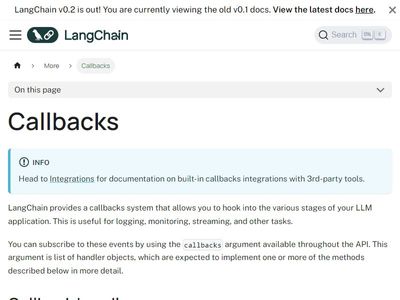 LangChain v0.2 is out! You are currently viewing the old v0.1 docs. View the latest docs here.
LangChain
Search
More
Callbacks
On this page
Callbacks
INFO
Head to Integrations for documentation on built-in callbacks integrations with 3rd-party tools.
LangChain provides a callbacks system that allows you to hook into the various stages of your LLM
application. This is useful for logging, monitoring, streaming, and other tasks.
You can subscribe to these events by using the callbacks argument available throughout the API. This
argument is list of handler objects, which are expected to implement one or more of the methods
described below in more detail.